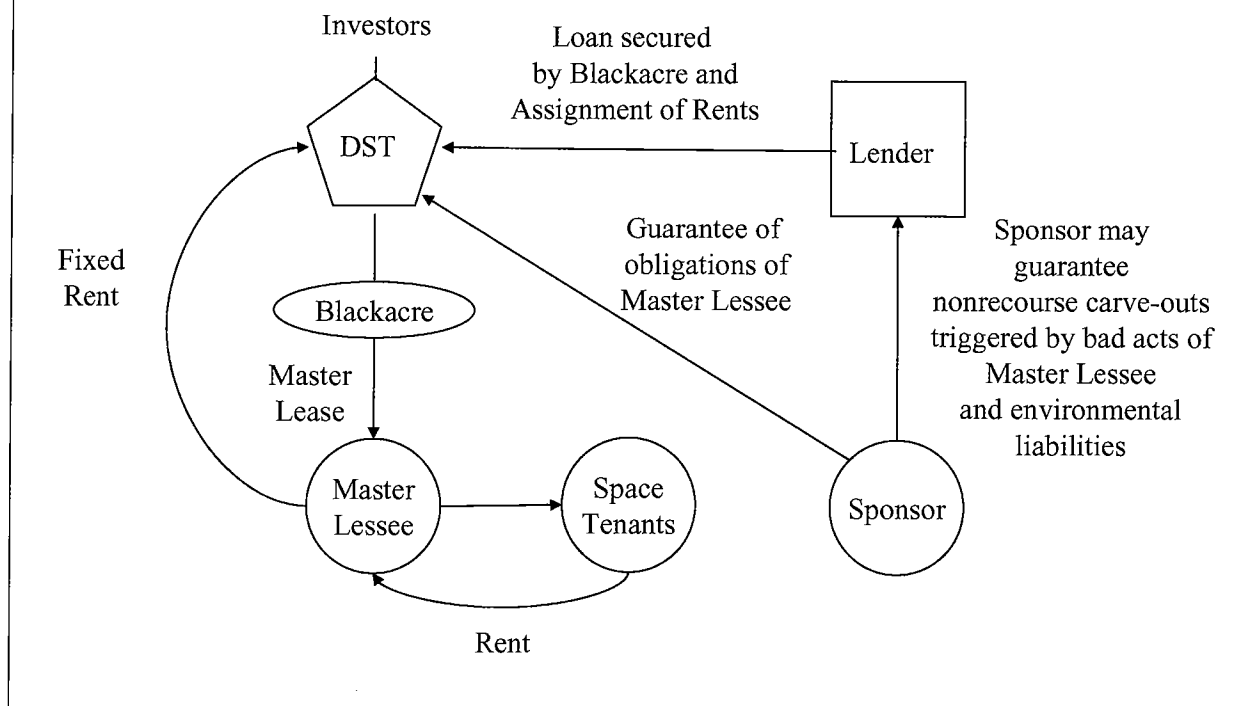 Investors
Loan secured
by Blackacre and
Assignment of Rents
DST
Lender
Fixed
Rent
Guarantee of
obligations of
Master Lessee
Sponsor may
guarantee
nonrecourse carve-outs
triggered by bad acts of
Master Lessee
and environmental
liabilities
Blackacre
Master
Lease
Master
Lessee
Space
Tenants
Sponsor
Rent